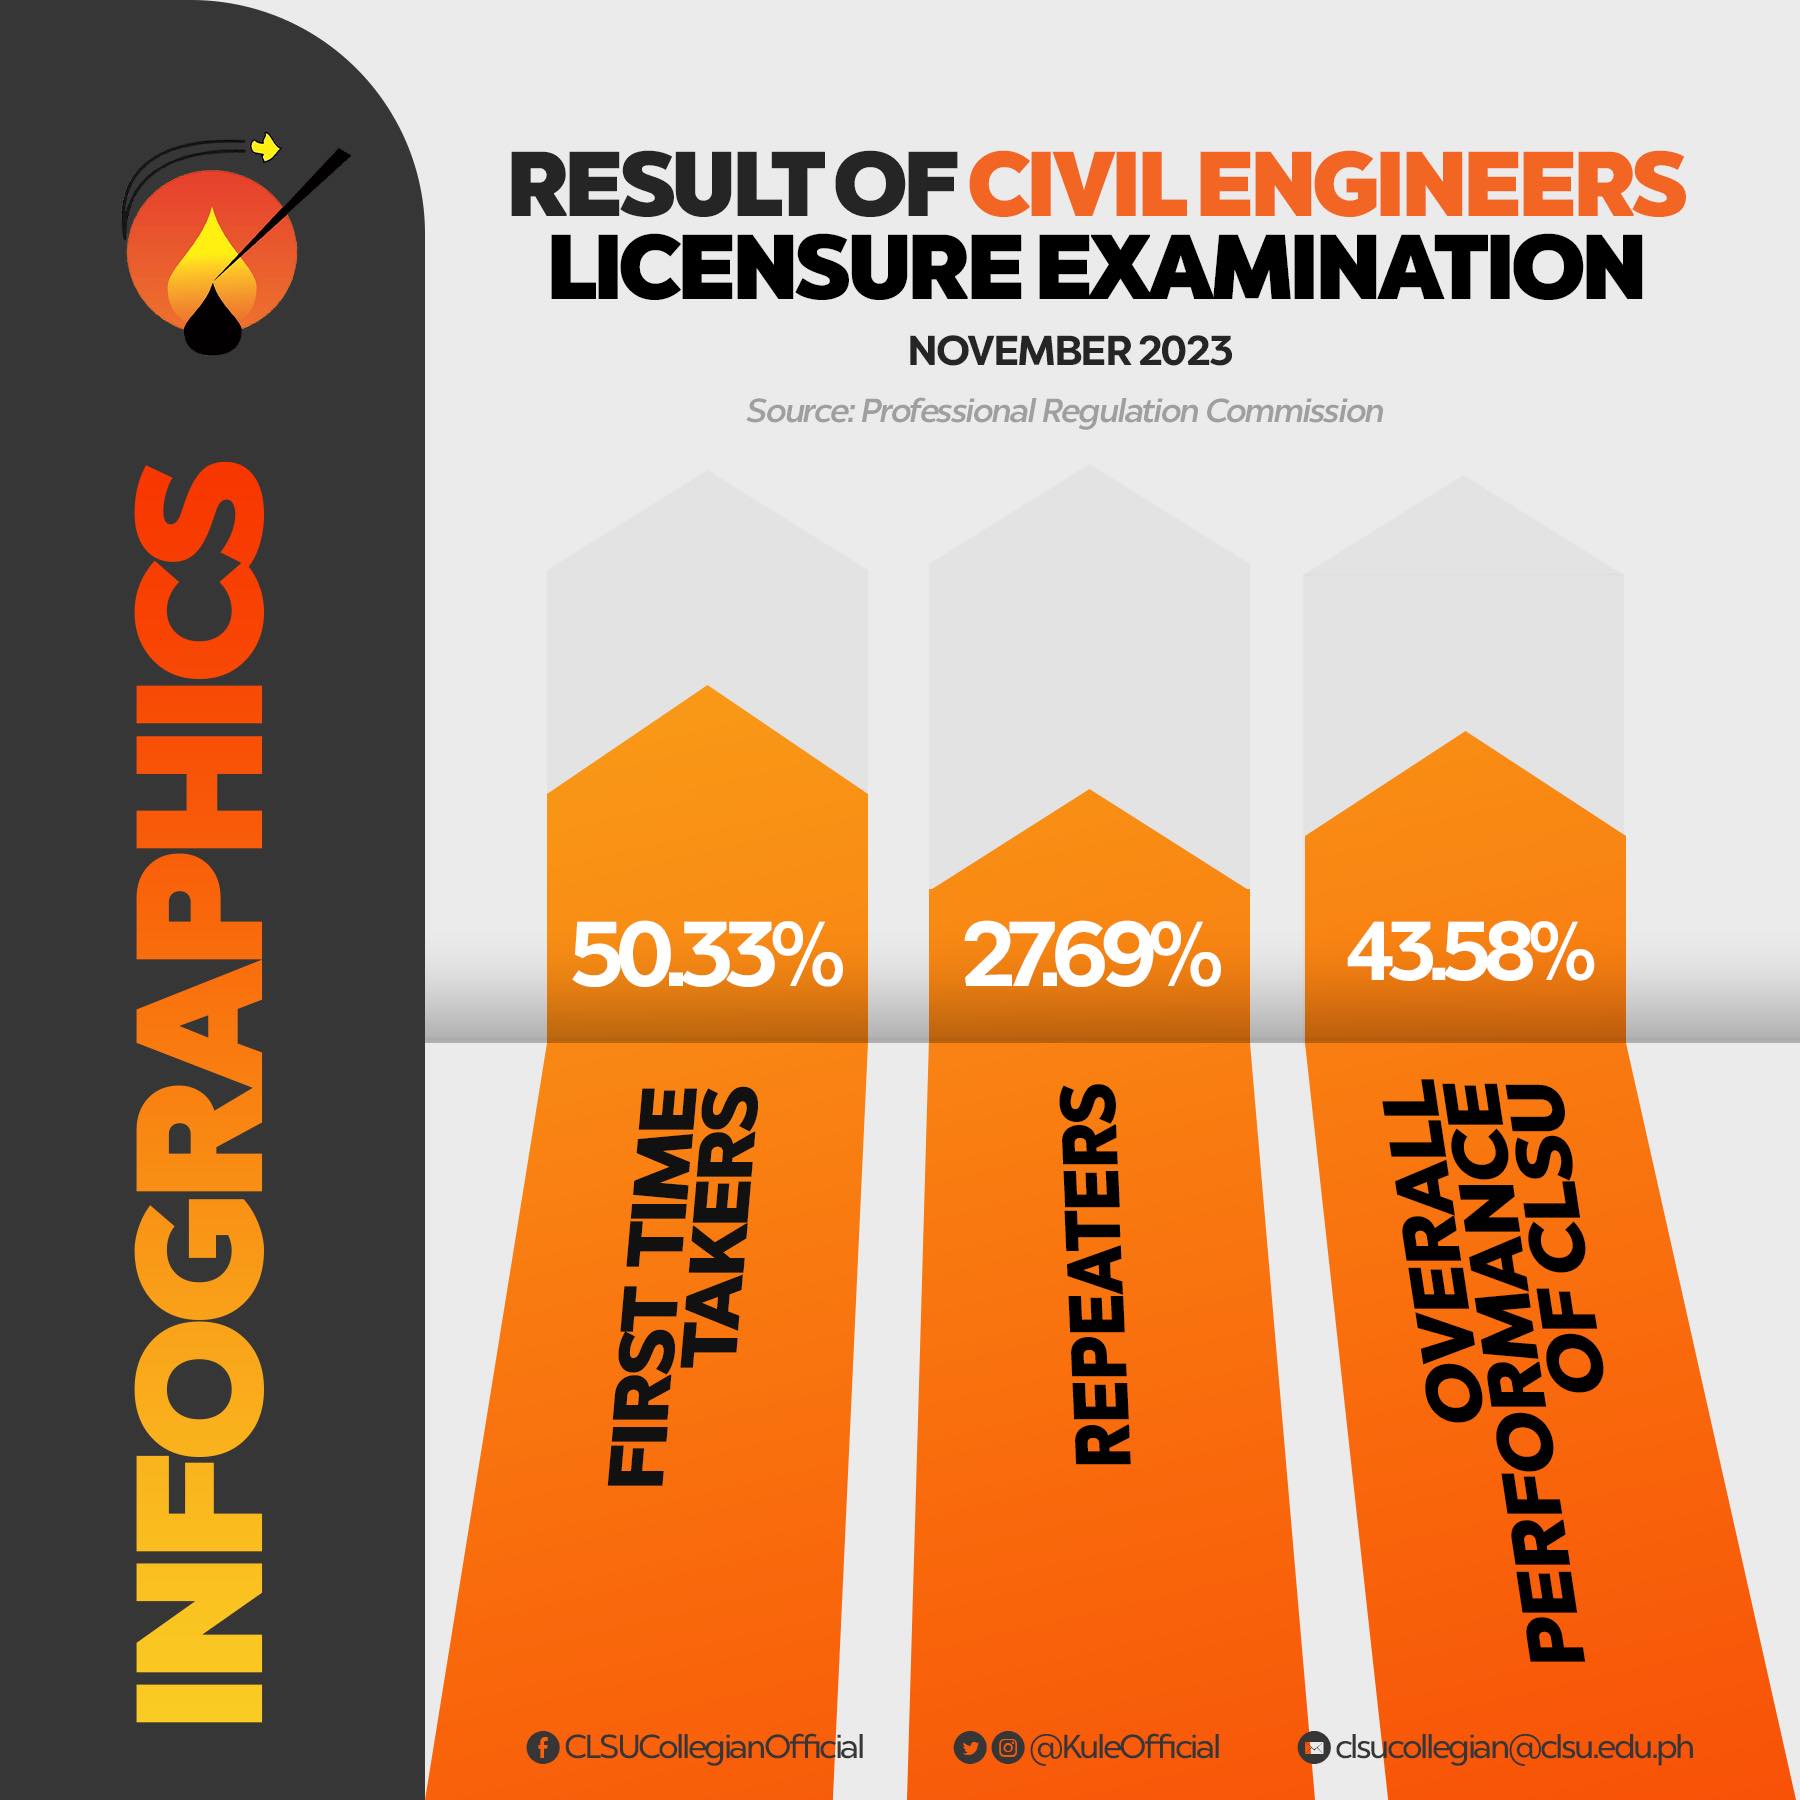 INFOGRAPHICS
RESULT OF CIVIL ENGINEERS
LICENSURE EXAMINATION
NOVEMBER 2023
Source: Professional Regulation Commission
50.33%
27.69%
43.58%
FIRST TIME
TAKERS
REPEATERS
OVERALL
PERFORMANCE
OF CLSU
CLSUCollegianOfficial
@KuleOfficial
clsucollegian@clsu.edu.ph